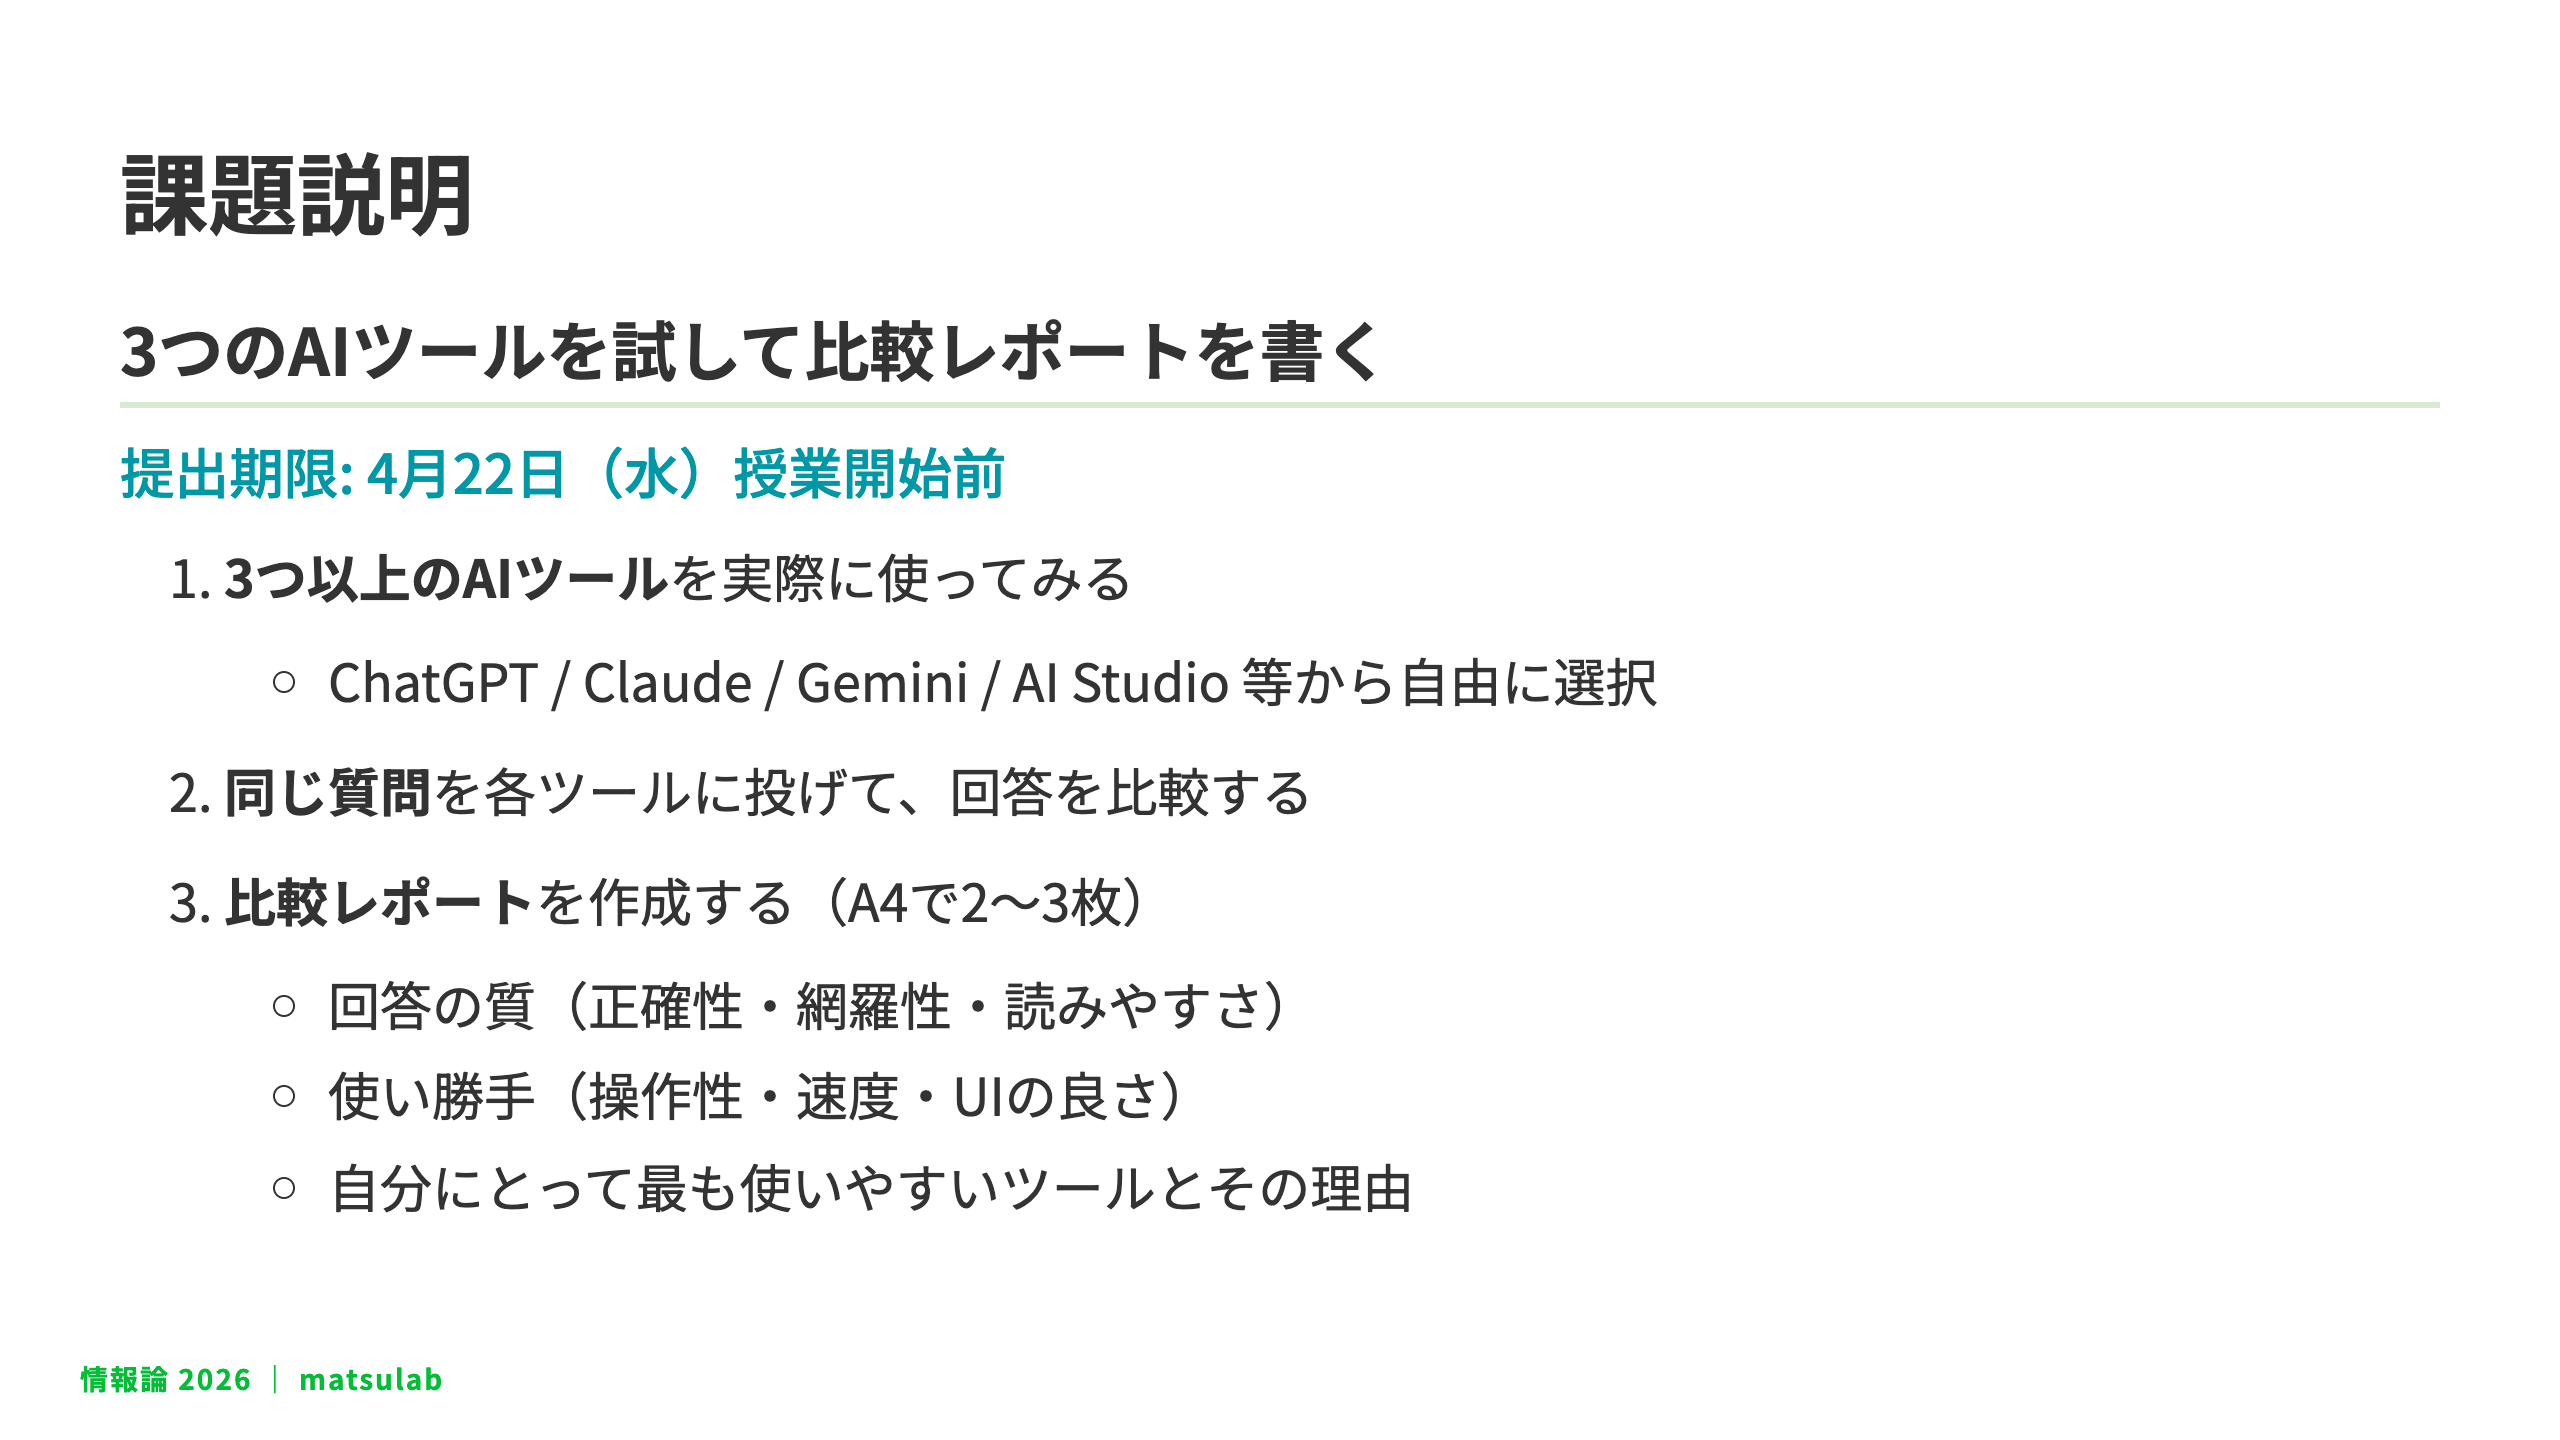 課題説明
3つのAIツールを試して比較レポートを書く
提出期限: 4月22日（水）授業開始前
1. 3つ以上のAIツールを実際に使ってみる
○ ChatGPT / Claude / Gemini / AI Studio 等から自由に選択
2. 同じ質問を各ツールに投げて、回答を比較する
3. 比較レポートを作成する（A4で2〜3枚）
○ 回答の質（正確性・網羅性・読みやすさ）
○ 使い勝手（操作性・速度・UIの良さ）
○ 自分にとって最も使いやすいツールとその理由
情報論 2026 ｜ matsulab